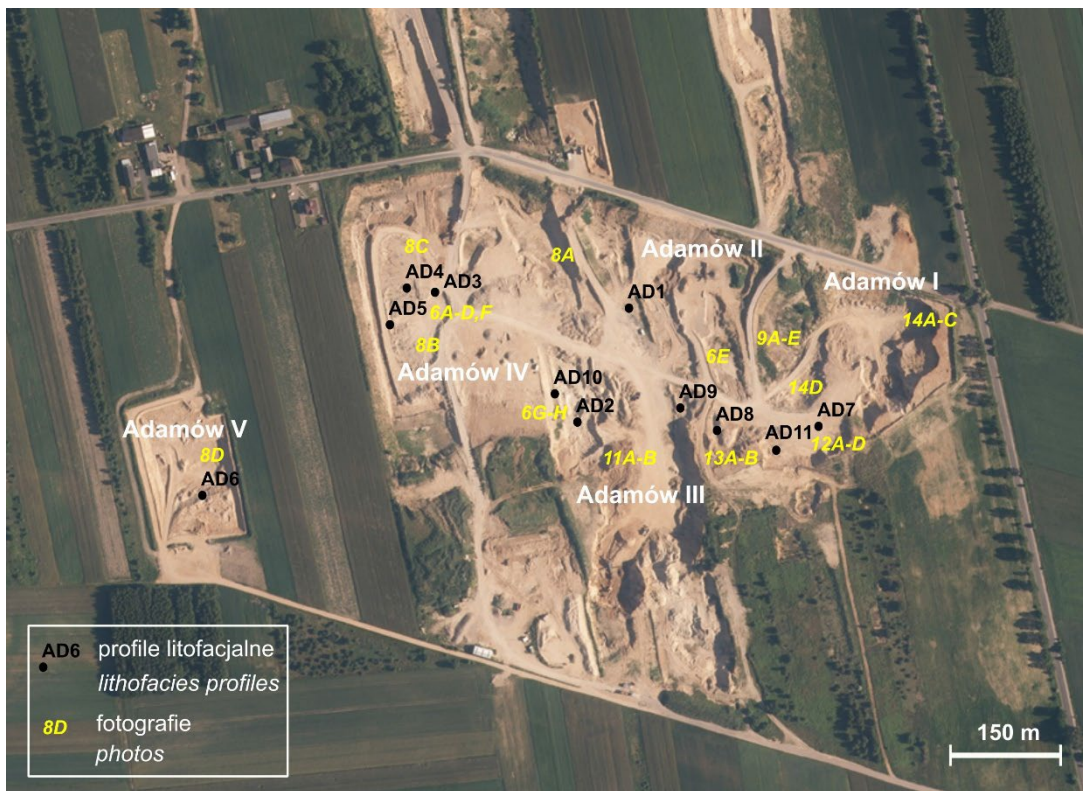 Adamów II
8C
8A
Adamów I
AD4
AD3
AD1
6A-D,F
14A-C
AD5
8B
9A-E
6E
Adamów IV
14D
AD10
AD9
6G-H
AD2
AD8
AD7
Adamów V
AD11
12A-D
8D
11A-B
13A-B
AD6
Adamów III
AD6 profile litofacjalne
lithofacies profiles
8D fotografie
photos
150 m